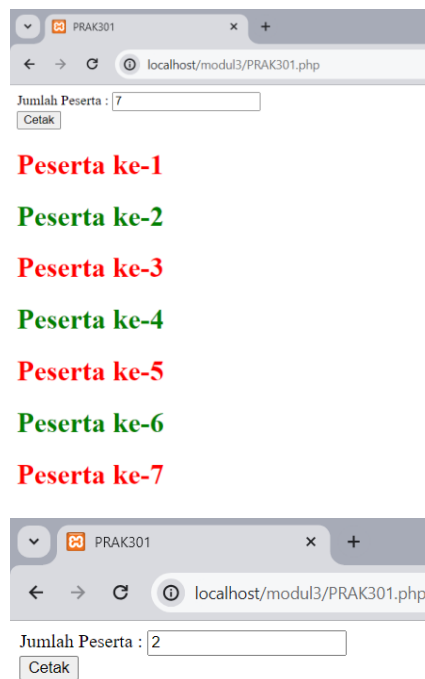 PRAK301
localhost/modul3/PRAK301.php
Jumlah Peserta : 7
Cetak
Peserta ke-1
Peserta ke-2
Peserta ke-3
Peserta ke-4
Peserta ke-5
Peserta ke-6
Peserta ke-7
PRAK301
localhost/modul3/PRAK301.php
Jumlah Peserta : 2
Cetak